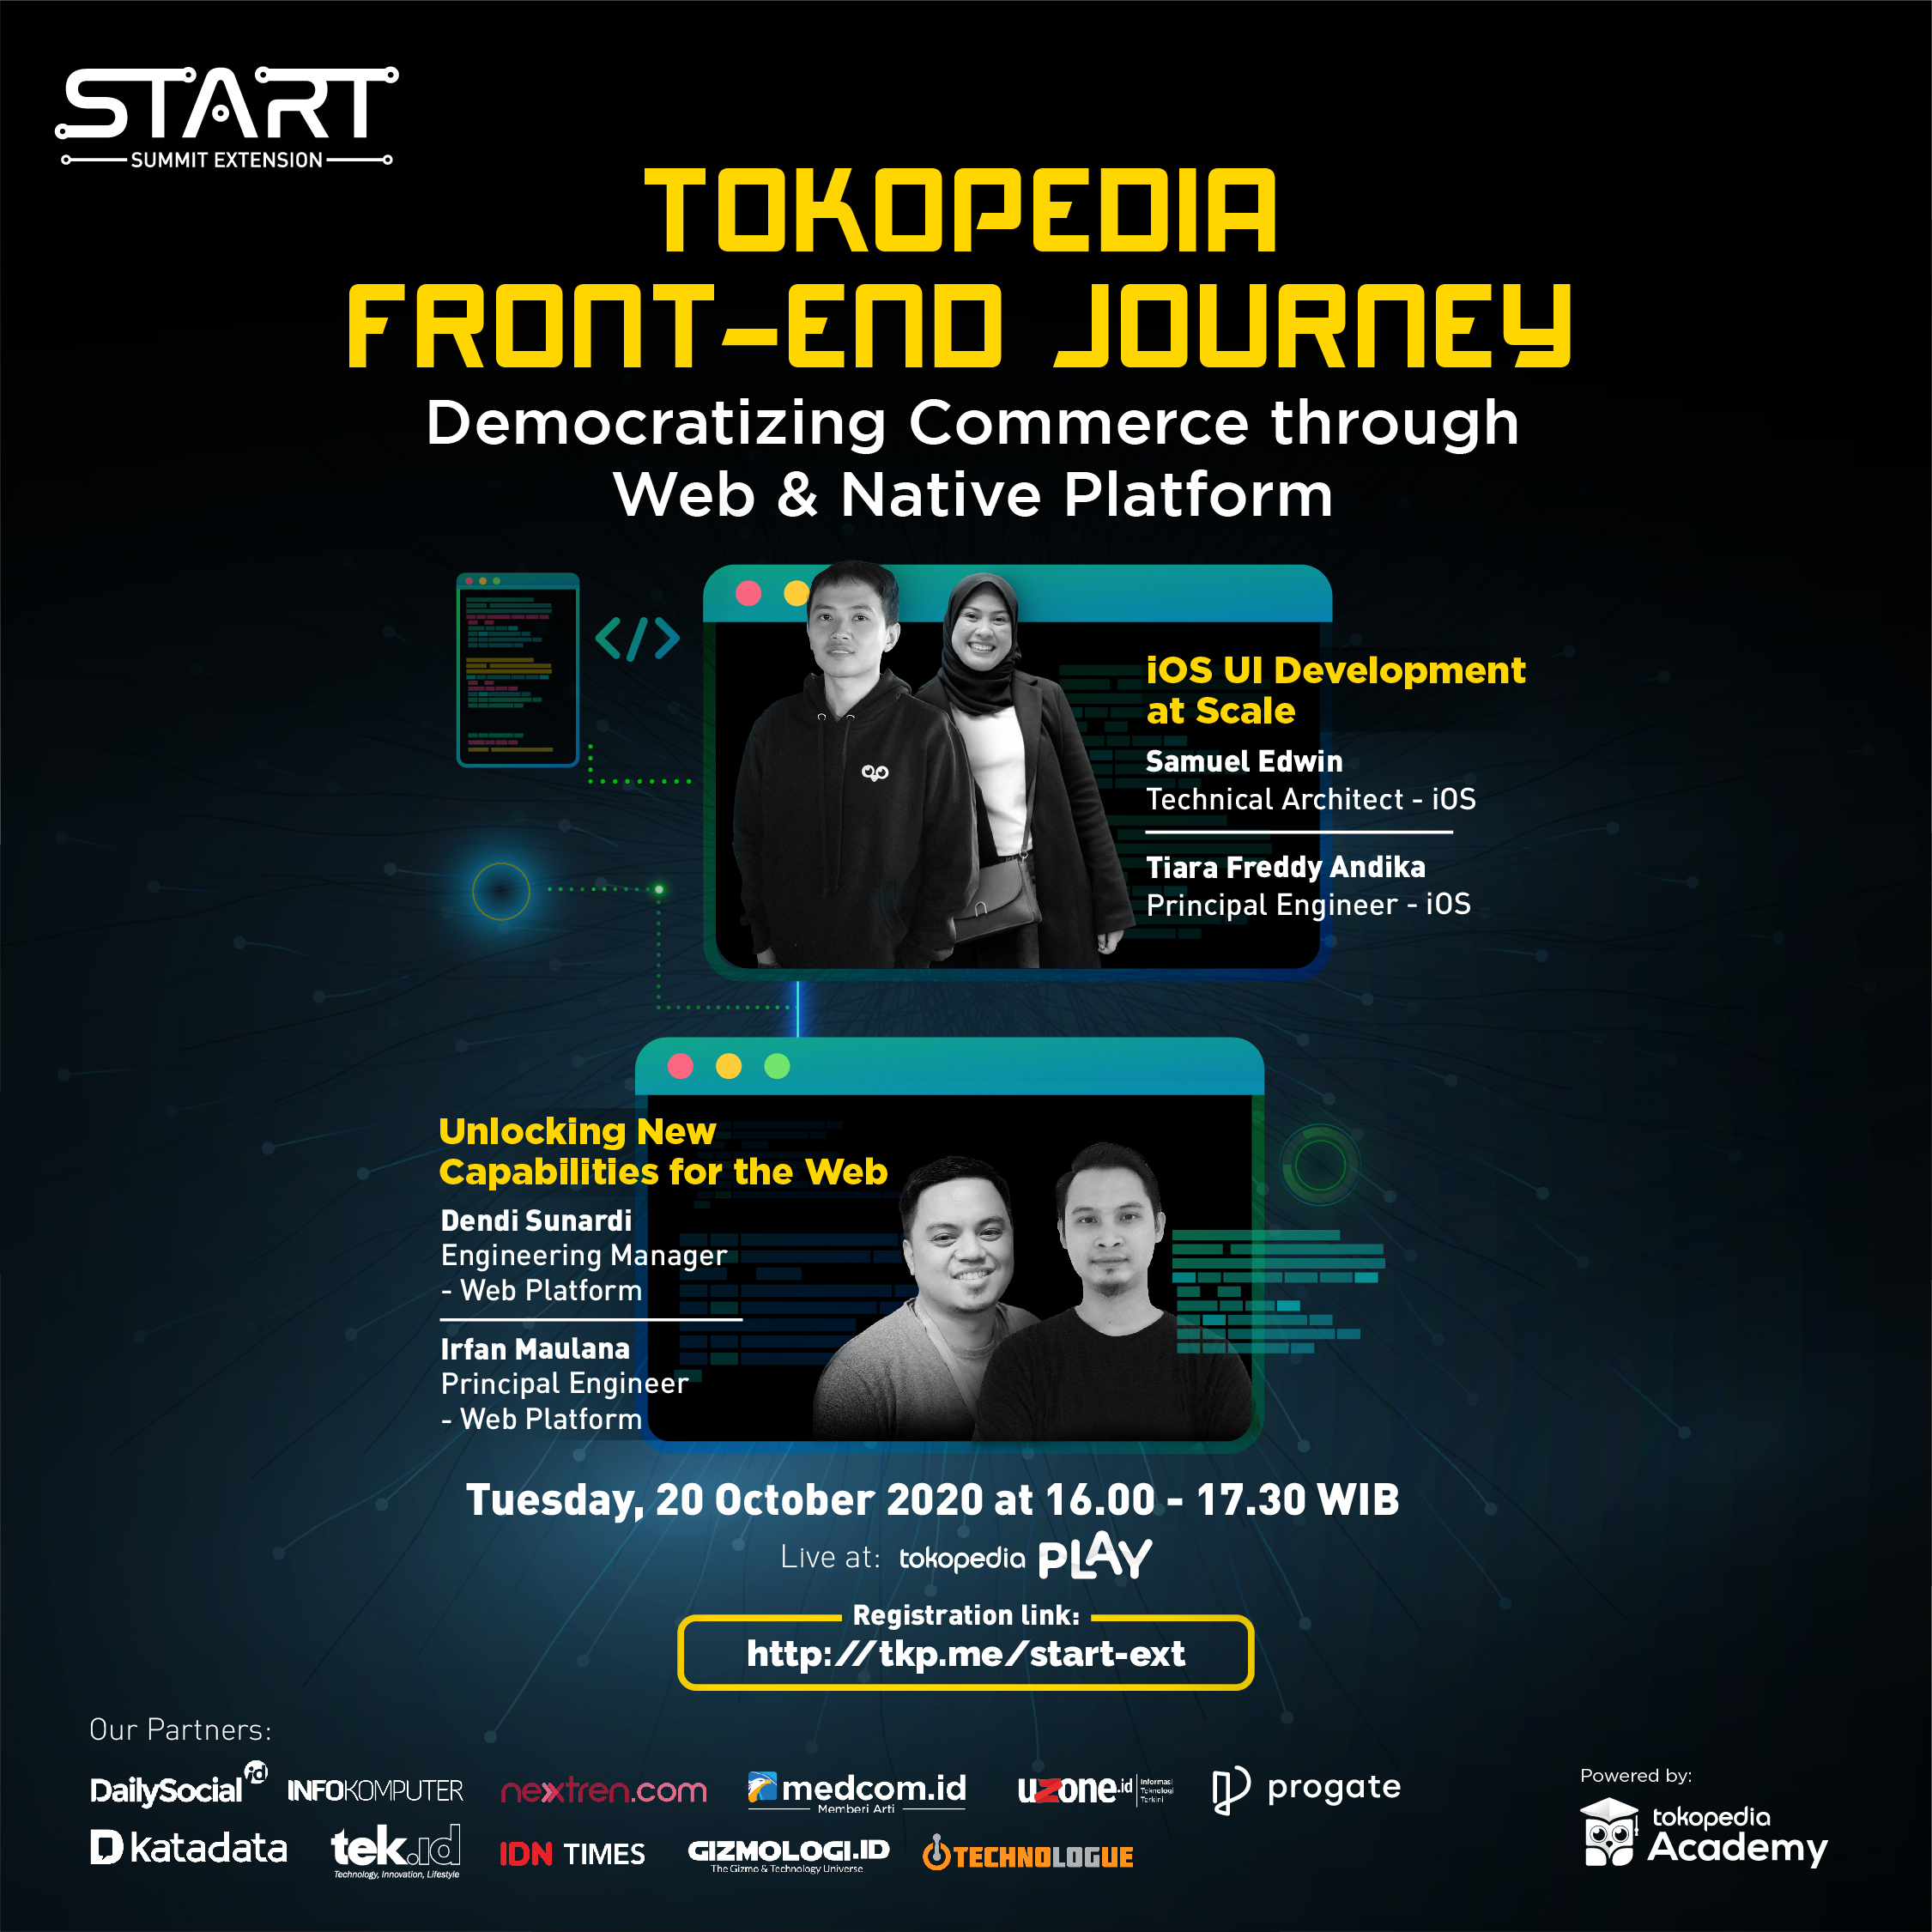 START
SUMMIT EXTENSION
TOKOPEDIA
FRONT-END JOURNEY
Democratizing Commerce through
Web & Native Platform
iOS UI Development
at Scale
Samuel Edwin
Technical Architect - iOS
Tiara Freddy Andika
Principal Engineer - iOS
Unlocking New
Capabilities for the Web
Dendi Sunardi
Engineering Manager
- Web Platform
Irfan Maulana
Principal Engineer
- Web Platform
Tuesday, 20 October 2020 at 16.00 - 17.30 WIB
Live at: tokopedia PLAY
Registration link:
http://tkp.me/start-ext
Our Partners:
DailySocial id
INFOKOMPUTER
nextren.com
medcom.id
Memberi Arti
uzone.id
Informasi
Teknologi
Terkini
progate
katadata
tek.id
Technology, Innovation, Lifestyle
IDN TIMES
GIZMOLOGI.ID
The Gizmo & Technology Universe
TECHNOLOGUE
Powered by:
tokopedia
Academy